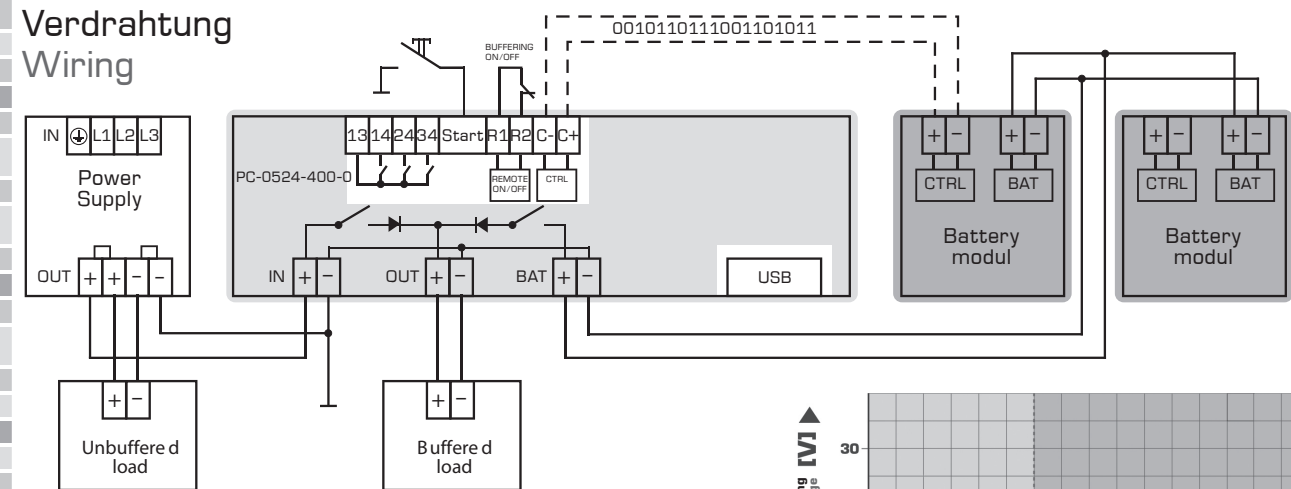 Verdrahtung
Wiring
0010110111001101011
BUFFERING
ON/OFF
IN L1 L2 L3
Power
Supply
OUT + + − −
13 14 24 34 Start R1 R2 C- C+
PC-0524-400-0
REMOTE
ON/OFF
CTRL
IN + −
OUT + −
BAT + −
USB
+ − + −
CTRL BAT
Battery
modul
+ − + −
CTRL BAT
Battery
modul
+ −
Unbuffere d
load
+ −
B uffere d
load
[V]
30